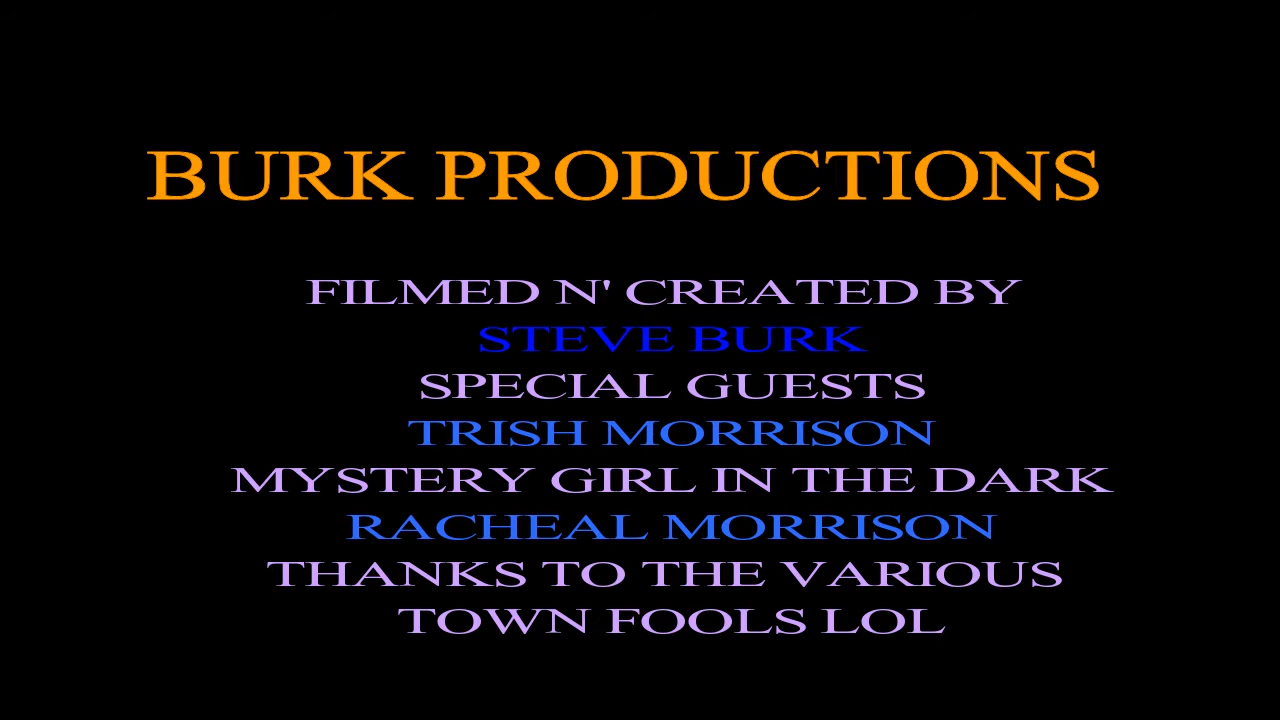 BURK PRODUCTIONS
FILMED N' CREATED BY
STEVE BURK
SPECIAL GUESTS
TRISH MORRISON
MYSTERY GIRL IN THE DARK
RACHEAL MORRISON
THANKS TO THE VARIOUS
TOWN FOOLS LOL